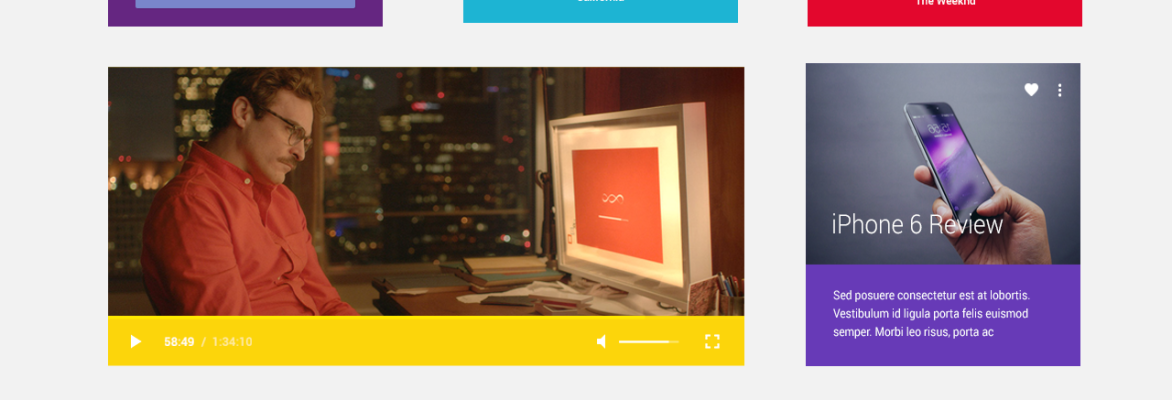 The Weeknd
iPhone 6 Review
Sed posuere consectetur est at lobortis.
Vestibulum id ligula porta felis euismod
semper. Morbi leo risus, porta ac
58:49 / 1:34:10